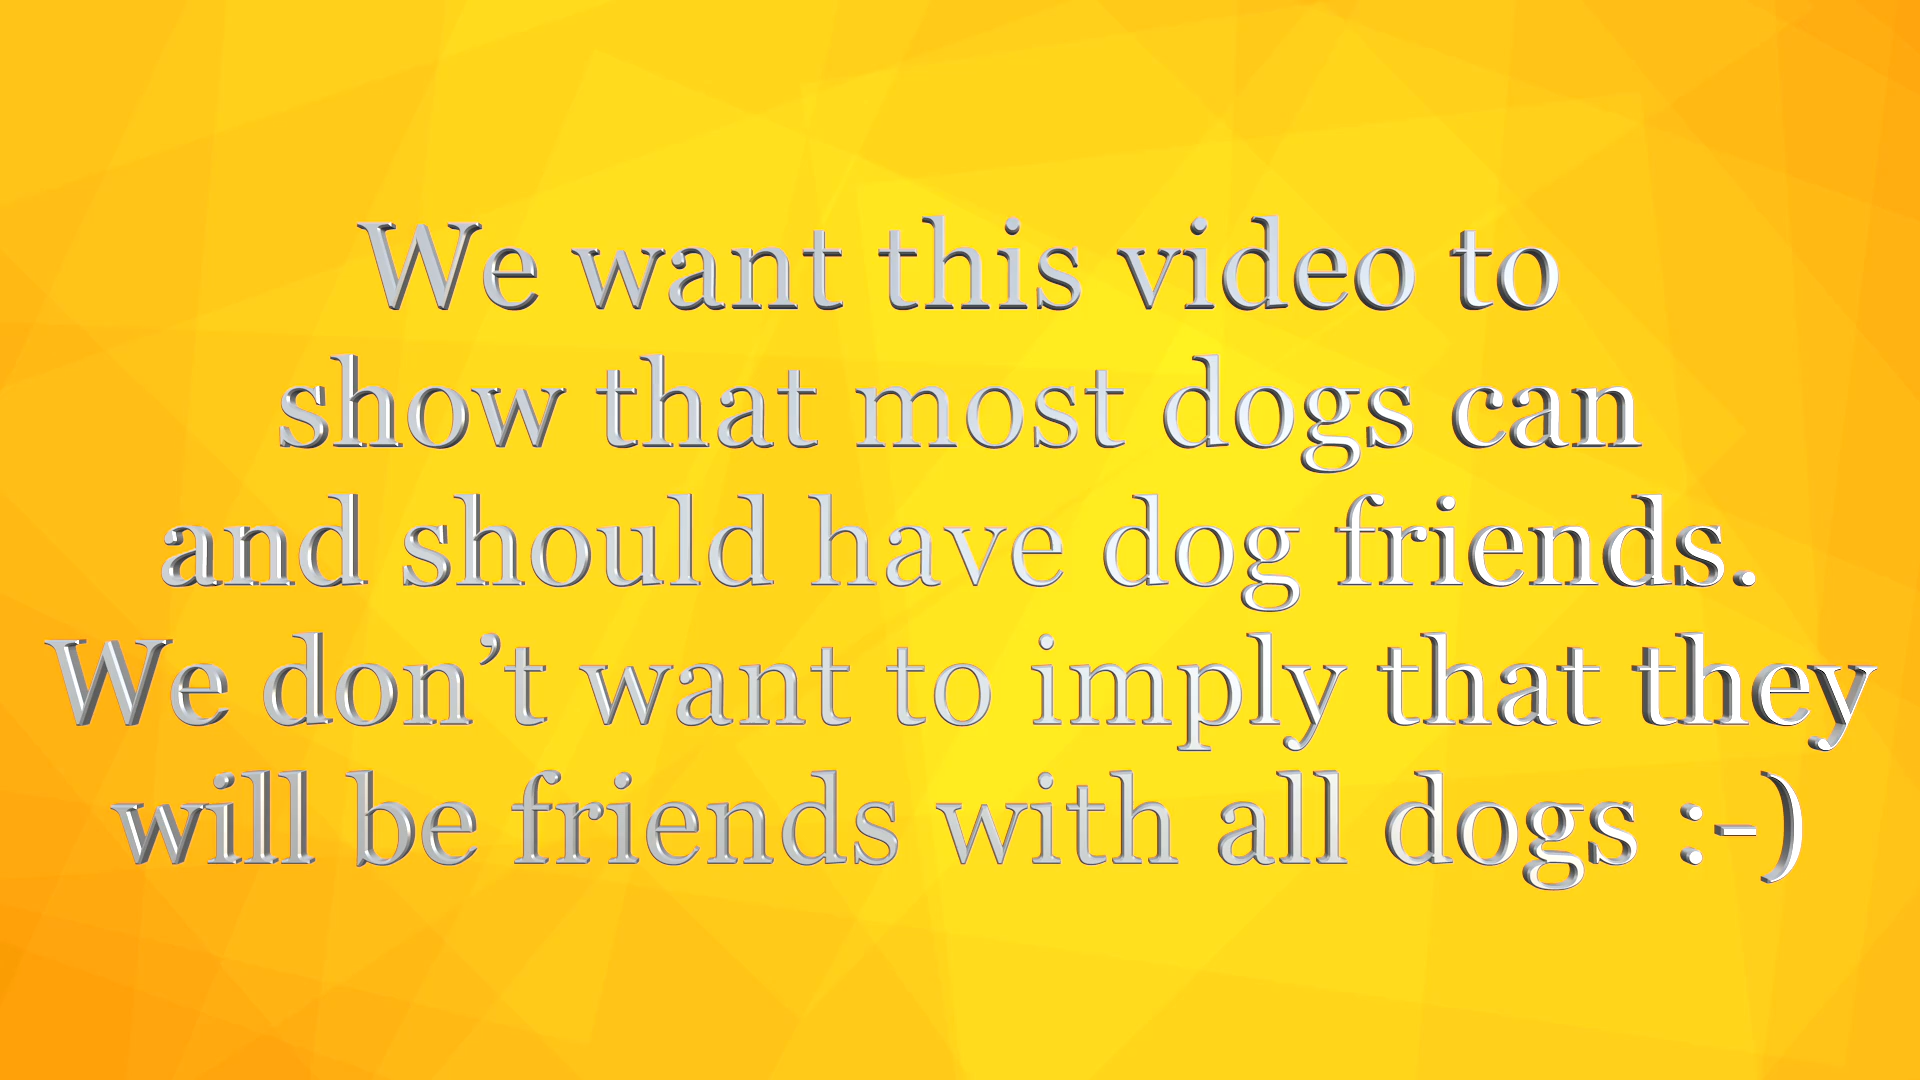 We want this video to
show that most dogs can
and should have dog friends.
We don’t want to imply that they
will be friends with all dogs :-)